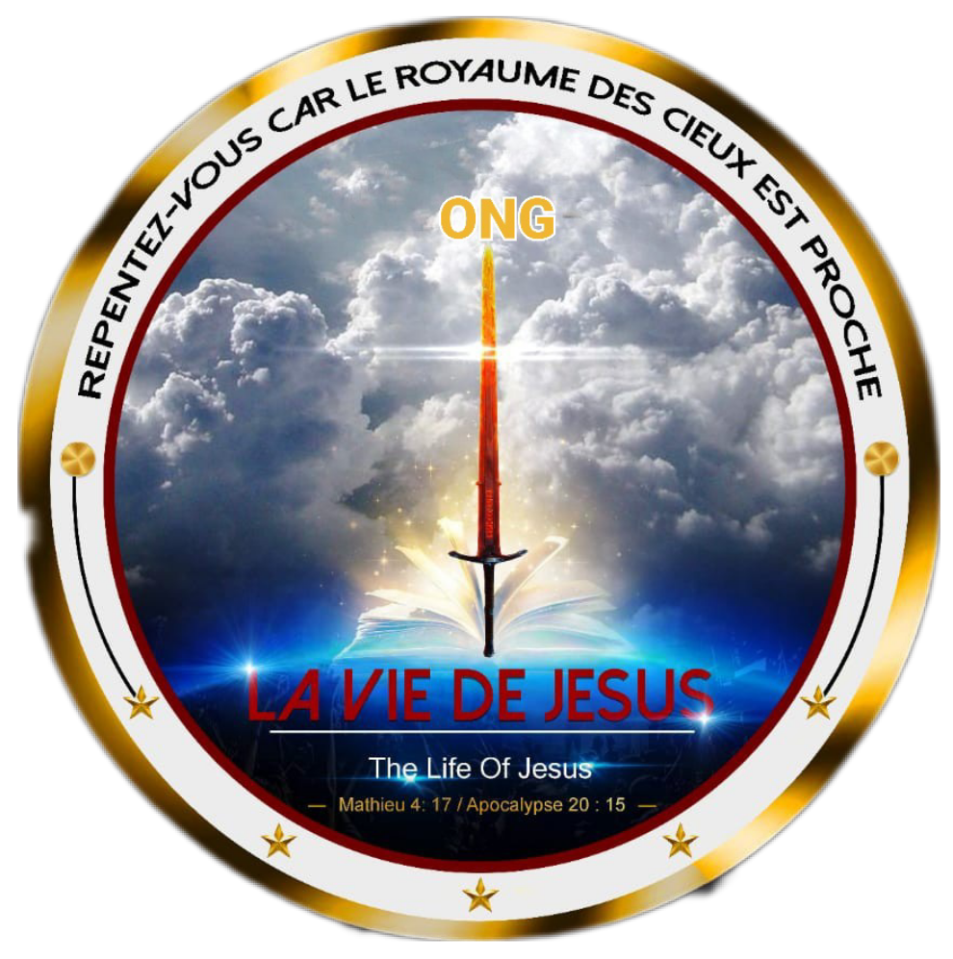 REPENTEZ-VOUS CAR LE ROYAUME DES CIEUX EST PROCHE
ONG
LA VIE DE JESUS
The Life Of Jesus
— Mathieu 4: 17 / Apocalypse 20 : 15 —